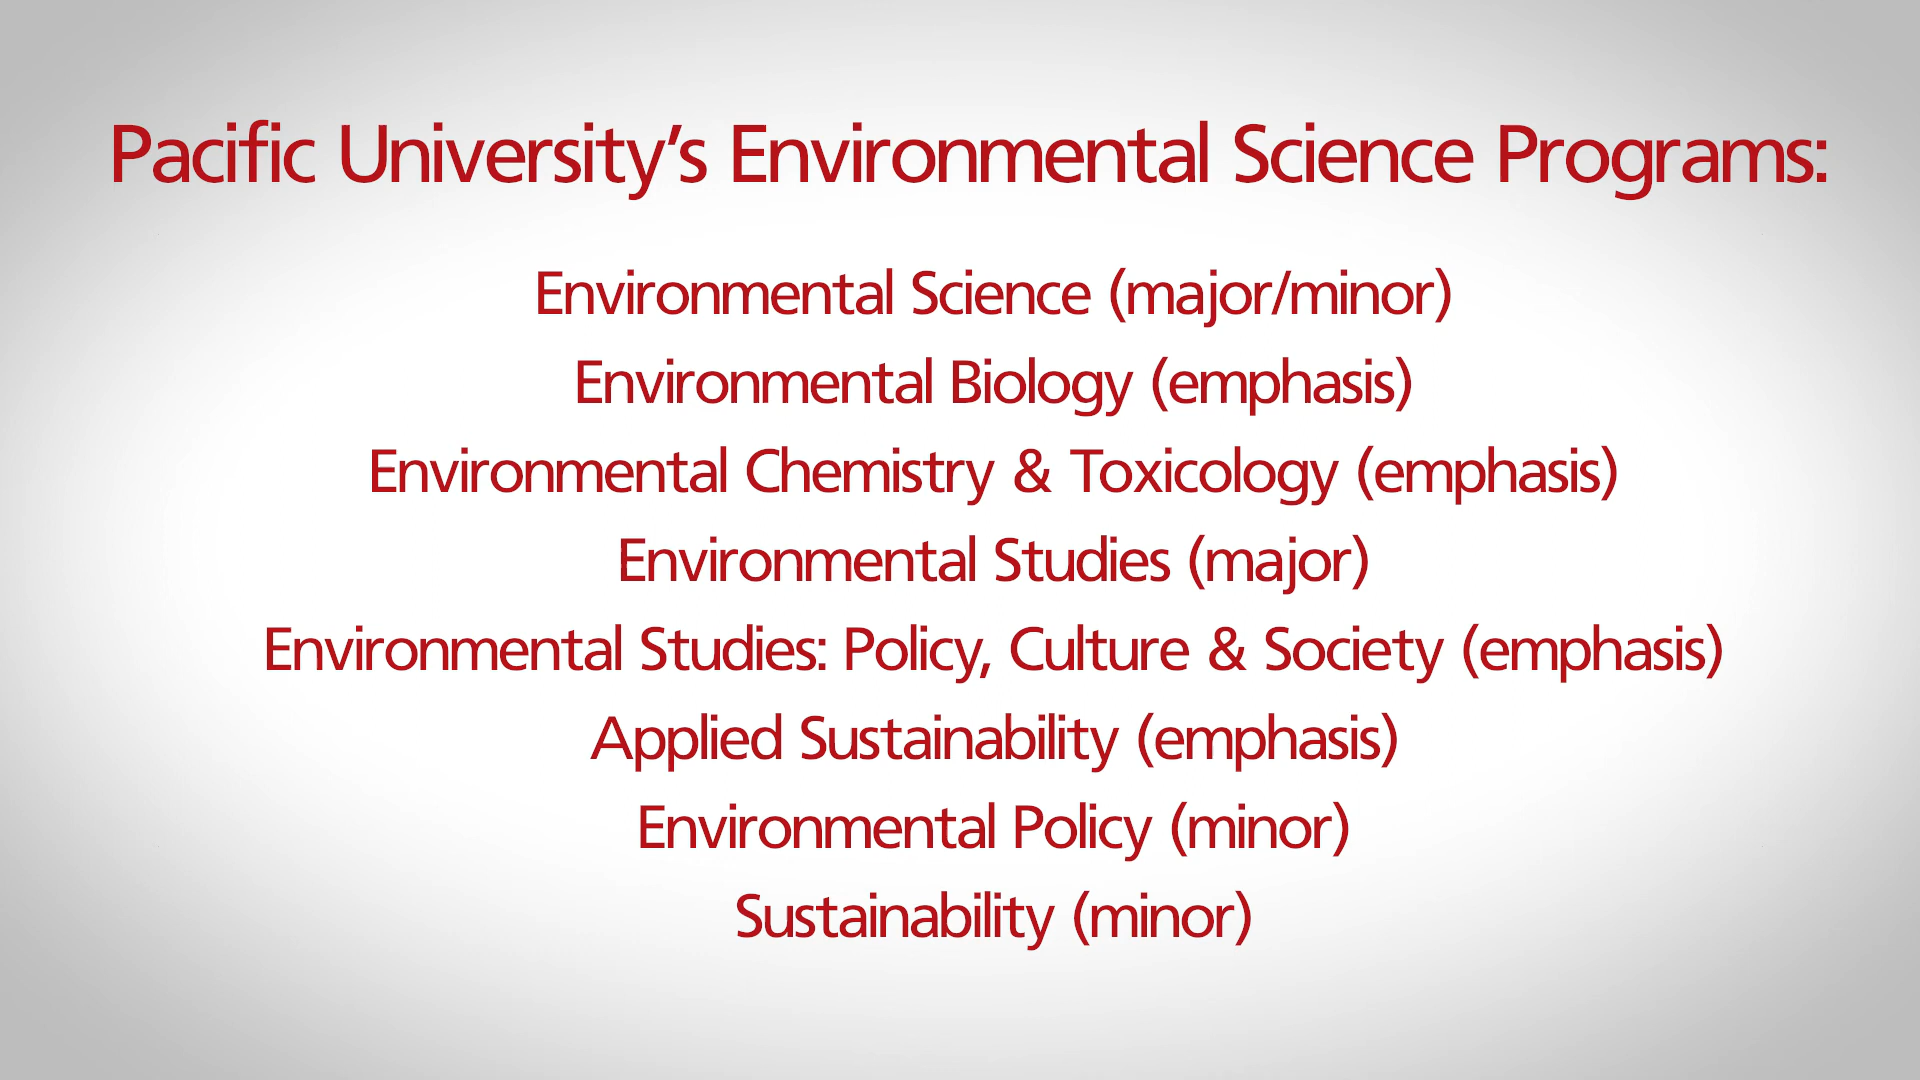 Pacific University’s Environmental Science Programs:
Environmental Science (major/minor)
Environmental Biology (emphasis)
Environmental Chemistry & Toxicology (emphasis)
Environmental Studies (major)
Environmental Studies: Policy, Culture & Society (emphasis)
Applied Sustainability (emphasis)
Environmental Policy (minor)
Sustainability (minor)